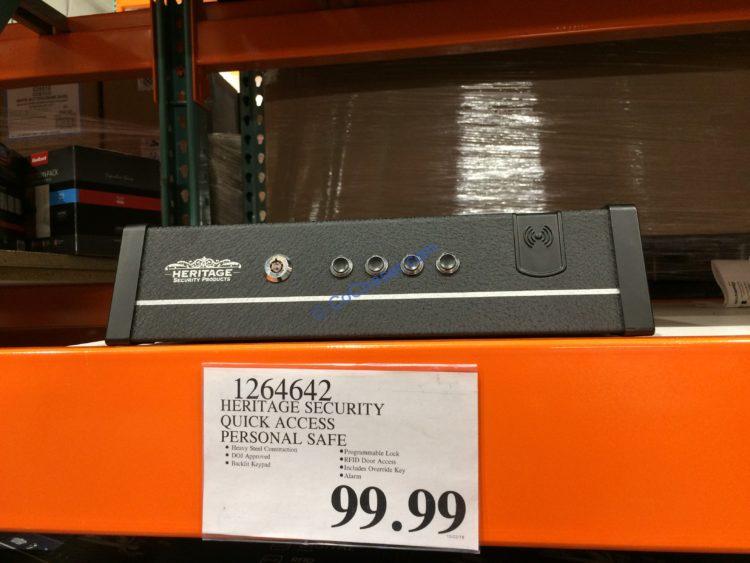 HERITAGE
SECURITY PRODUCTS
1264642
HERITAGE SECURITY
QUICK ACCESS
PERSONAL SAFE
• Heavy Steel Construction
• DOJ Approved
• Backlit Keypad
• Programmable Lock
• RFID Door Access
• Includes Override Key
• Alarm
99.99